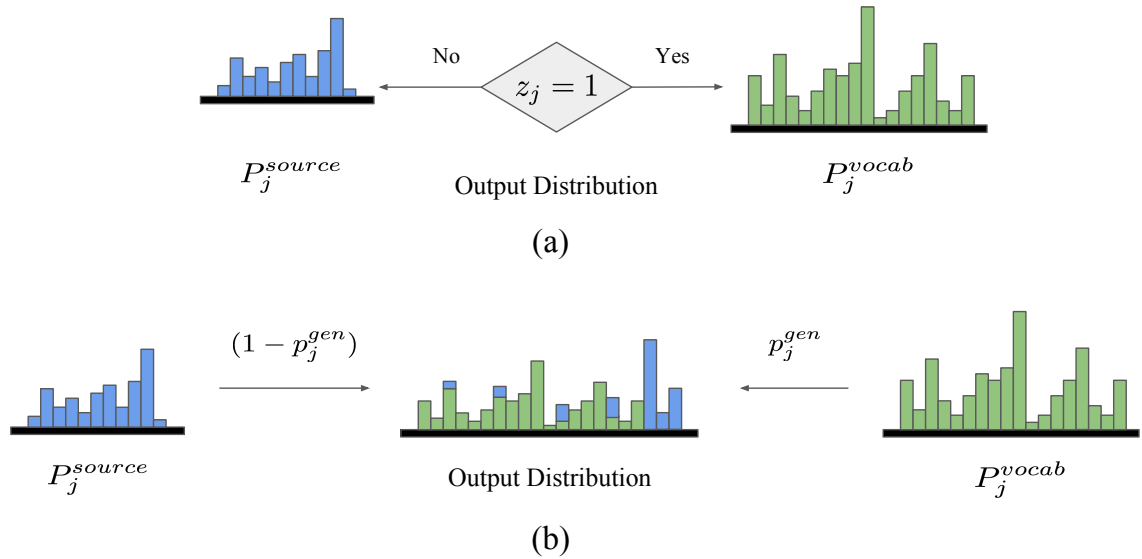 No
z_j = 1
Yes
P_j^{source}
Output Distribution
P_j^{vocab}
(a)
(1 − p_j^{gen})
p_j^{gen}
P_j^{source}
Output Distribution
P_j^{vocab}
(b)